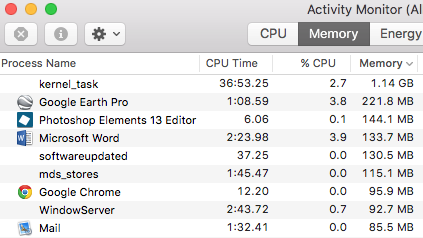 Activity Monitor (Al
CPU Memory Energy
Process Name CPU Time % CPU Memory
kernel_task 36:53.25 2.7 1.14 GB
Google Earth Pro 1:08.59 3.8 221.8 MB
Photoshop Elements 13 Editor 6.06 0.1 144.1 MB
Microsoft Word 2:23.98 3.9 133.7 MB
softwareupdated 37.25 0.0 130.5 MB
mds_stores 1:45.47 0.0 115.1 MB
Google Chrome 12.20 0.0 95.9 MB
WindowServer 2:43.72 0.7 92.7 MB
Mail 1:32.41 0.0 85.5 MB